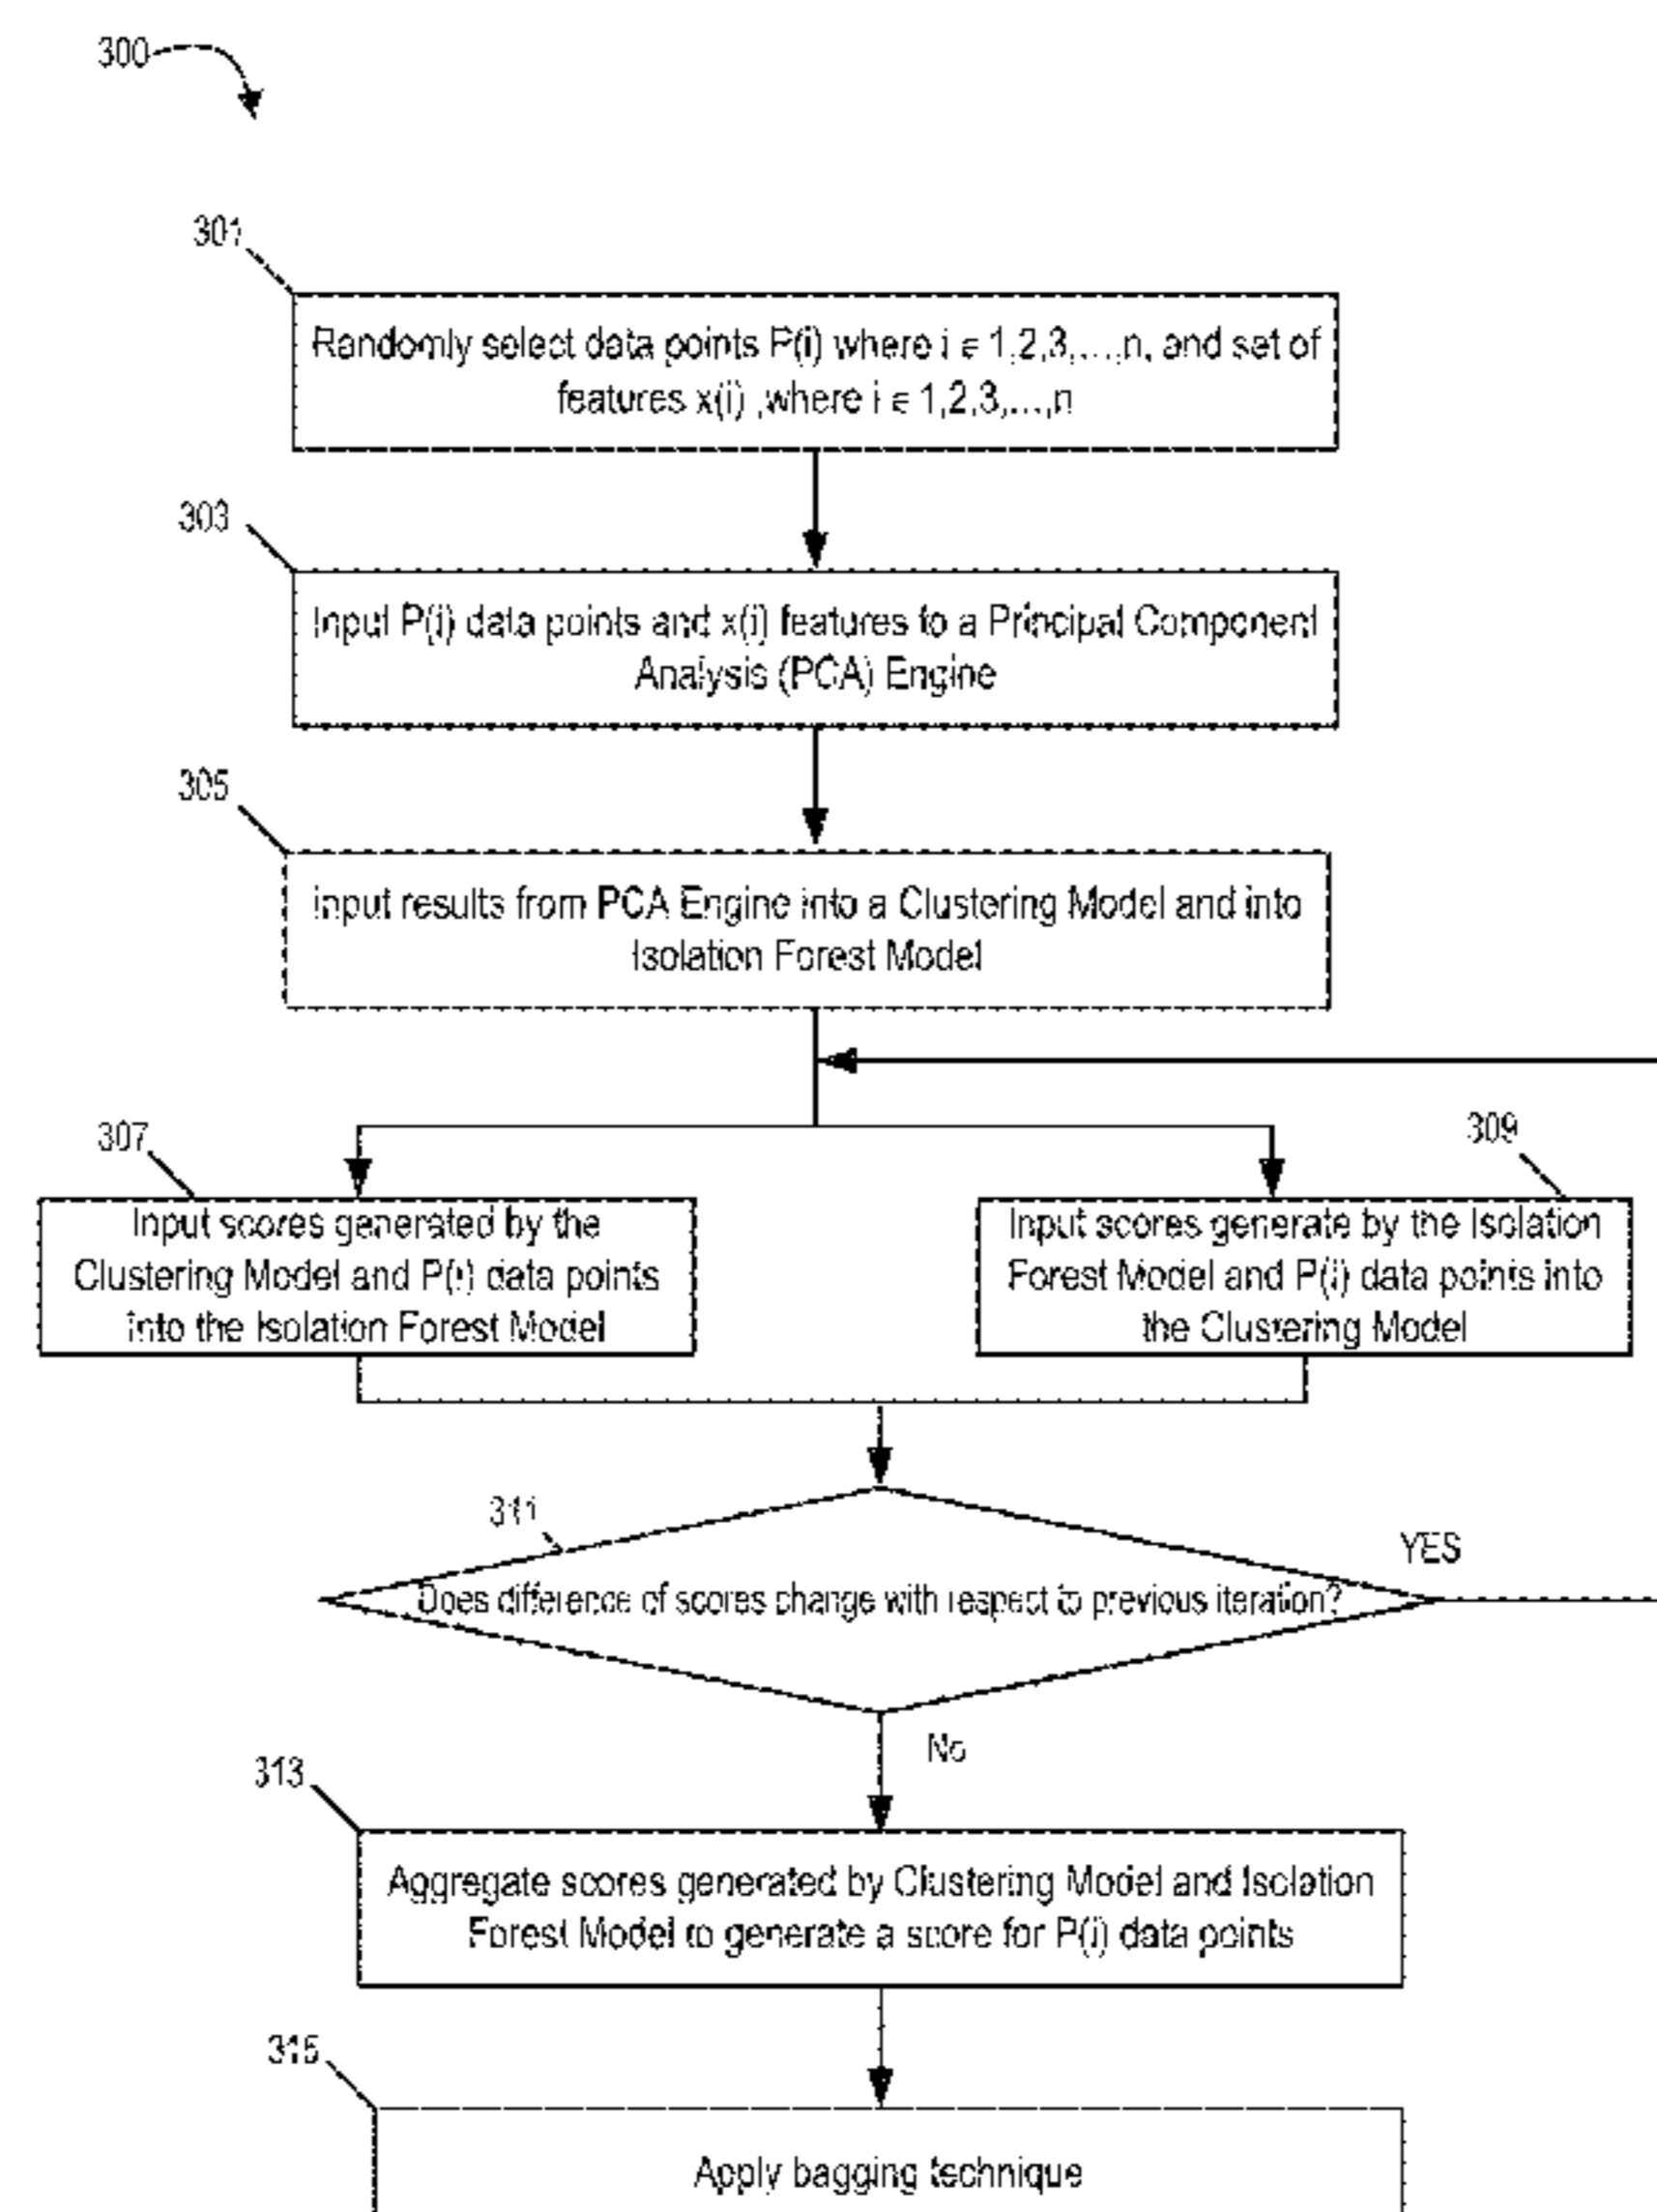 300
301
Randomly select data points P(i) where i ∈ 1,2,3,...,n, and set of
features x(i) ,where i ∈ 1,2,3,...,n
303
Input P(i) data points and x(i) features to a Principal Component
Analysis (PCA) Engine
305
input results from PCA Engine into a Clustering Model and into
Isolation Forest Model
307
Input scores generated by the
Clustering Model and P(i) data points
into the Isolation Forest Model
309
Input scores generate by the Isolation
Forest Model and P(i) data points into
the Clustering Model
311
Does difference of scores change with respect to previous iteration?
YES
No
313
Aggregate scores generated by Clustering Model and Isolation
Forest Model to generate a score for P(i) data points
315
Apply bagging technique